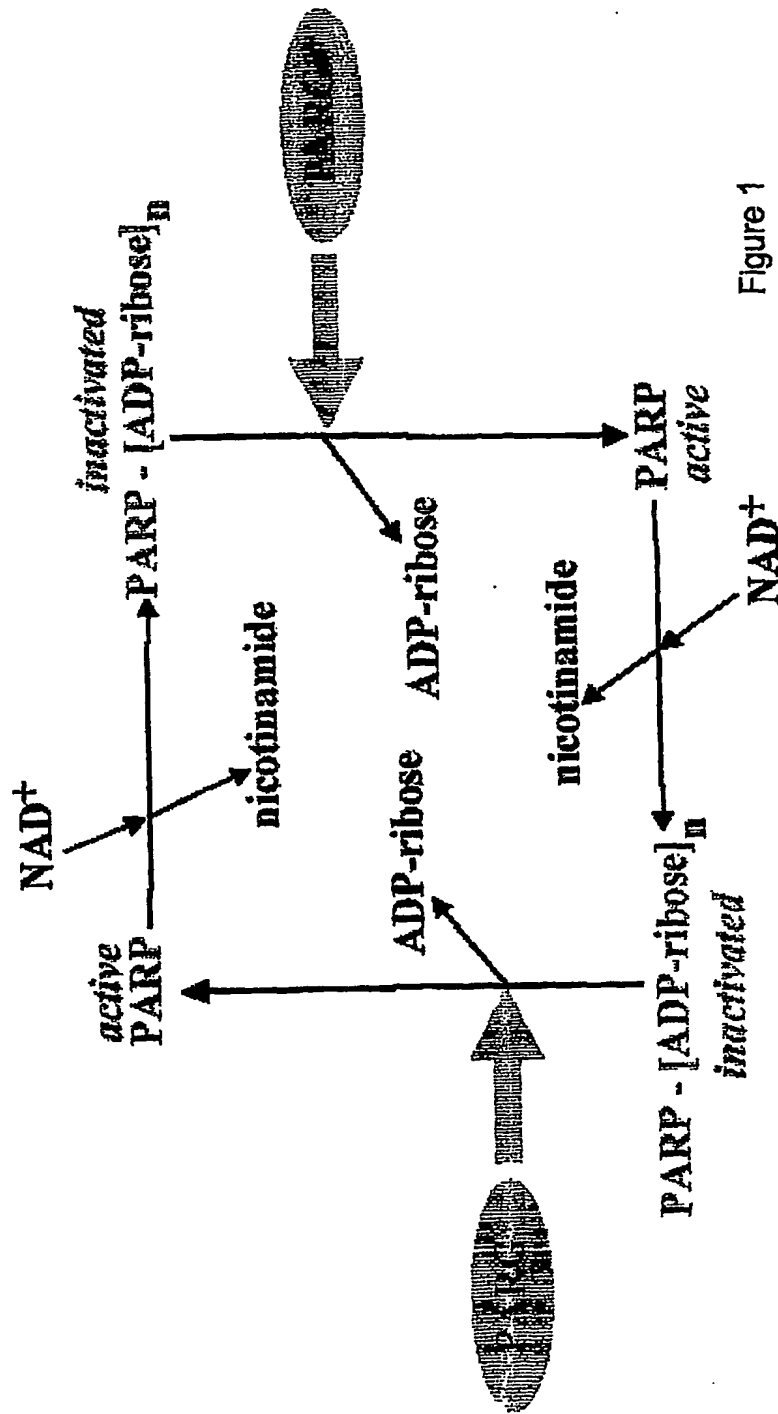 NAD+
active
PARP
inactivated
PARP - [ADP-ribose]n
nicotinamide
ADP-ribose
ADP-ribose
PARG
nicotinamide
PARP - [ADP-ribose]n
inactivated
PARP
active
NAD+
Figure 1